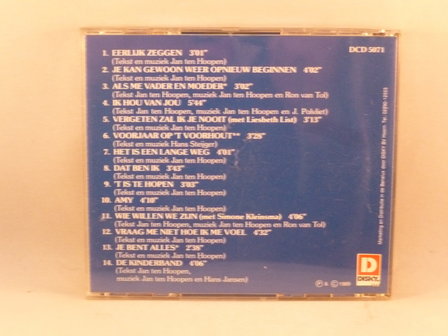 DCD 5071
1. EERLIJK ZEGGEN 3'01"
(Tekst en muziek Jan ten Hoopen)
2. JE KAN GEWOON WEER OPNIEUW BEGINNEN 4'02"
(Tekst en muziek Jan ten Hoopen)
3. ALS ME VADER EN MOEDER* 3'02"
(Tekst Jan ten Hoopen, muziek Jan ten Hoopen en Ron van Tol)
4. IK HOU VAN JOU 5'44"
(Tekst Jan ten Hoopen, muziek Jan ten Hoopen en J. Poldiet)
5. VERGETEN ZAL IK JE NOOIT (met Liesbeth List) 3'13"
(Tekst en muziek Jan ten Hoopen)
6. VOORJAAR OP 'T VOORHOUT** 3'28"
(Tekst en muziek Hans Steijger)
7. HET IS EEN LANGE WEG 4'01"
(Tekst en muziek Jan ten Hoopen)
8. DAT BEN IK 3'43"
(Tekst en muziek Jan ten Hoopen)
9. 'T IS TE HOPEN 3'03"
(Tekst en muziek Jan ten Hoopen)
10. AMY 4'10"
(Tekst en muziek Jan ten Hoopen)
11. WIE WILLEN WE ZIJN (met Simone Kleinsma) 4'06"
(Tekst Jan ten Hoopen, muziek Jan ten Hoopen en Ron van Tol)
12. VRAAG ME NIET HOE IK ME VOEL 4'32"
(Tekst en muziek Jan ten Hoopen)
13. JE BENT ALLES* 2'38"
(Tekst en muziek Jan ten Hoopen)
14. DE KINDERBAND 4'06"
(Tekst Jan ten Hoopen,
muziek Jan ten Hoopen en Hans Jansen)
D
DISKY
℗ & © 1989